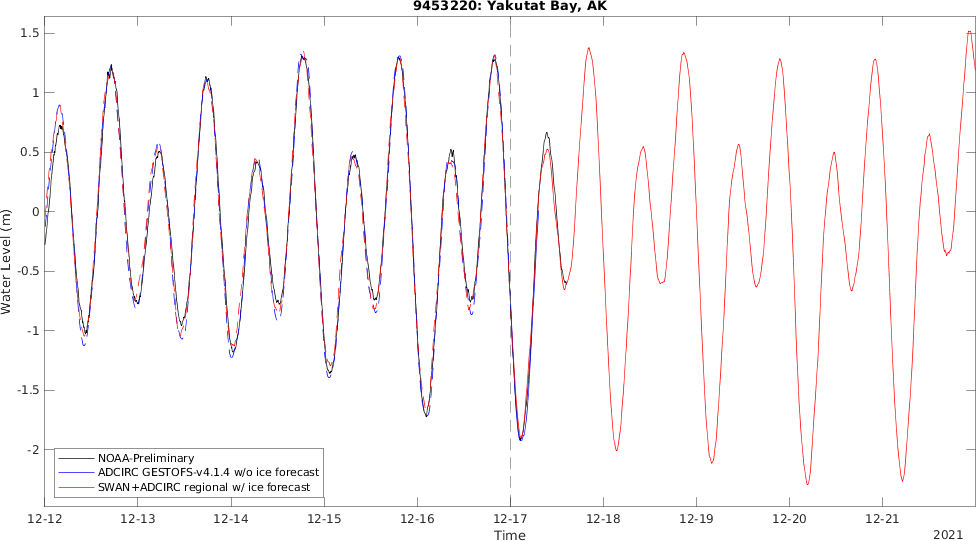 9453220: Yakutat Bay, AK
Water Level (m)
1.5
1
0.5
0
-0.5
-1
-1.5
-2
NOAA-Preliminary
ADCIRC GESTOFS-v4.1.4 w/o ice forecast
SWAN+ADCIRC regional w/ ice forecast
12-12 12-13 12-14 12-15 12-16 12-17 12-18 12-19 12-20 12-21
Time
2021